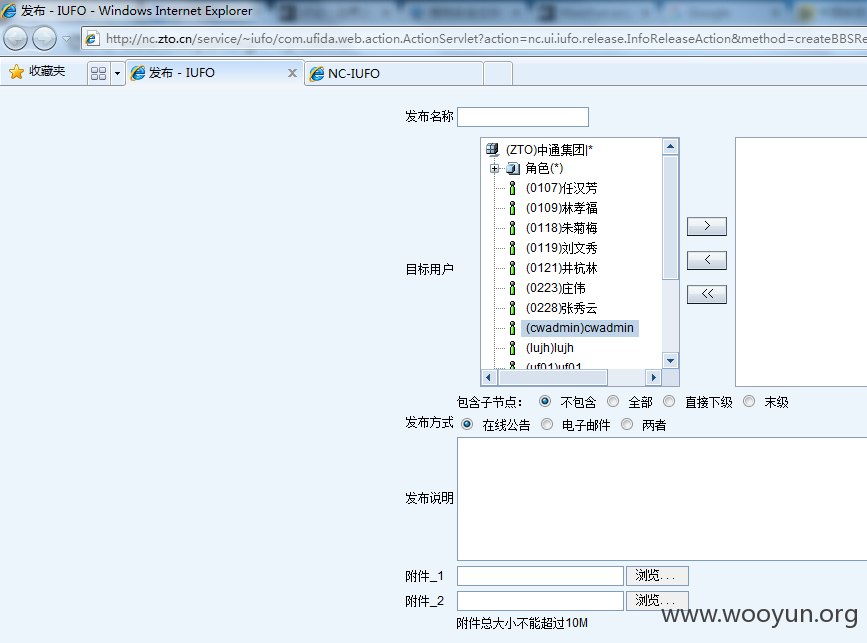 发布 - IUFO - Windows Internet Explorer
http://nc.zto.cn/service/~iufo/com.ufida.web.action.ActionServlet?action=nc.ui.iufo.release.InfoReleaseAction&method=createBBSRe
收藏夹
发布 - IUFO
NC-IUFO
发布名称
目标用户
(ZTO)中通集团|*
角色(*)
(0107)任汉芳
(0109)林孝福
(0118)朱菊梅
(0119)刘文秀
(0121)井杭林
(0223)庄伟
(0228)张秀云
(cwadmin)cwadmin
(lujh)lujh
(uf01)uf01
>
<
<<
包含子节点: 不包含 全部 直接下级 末级
发布方式 在线公告 电子邮件 两者
发布说明
附件_1 浏览...
附件_2 浏览...
附件总大小不能超过10M
www.wooyun.org